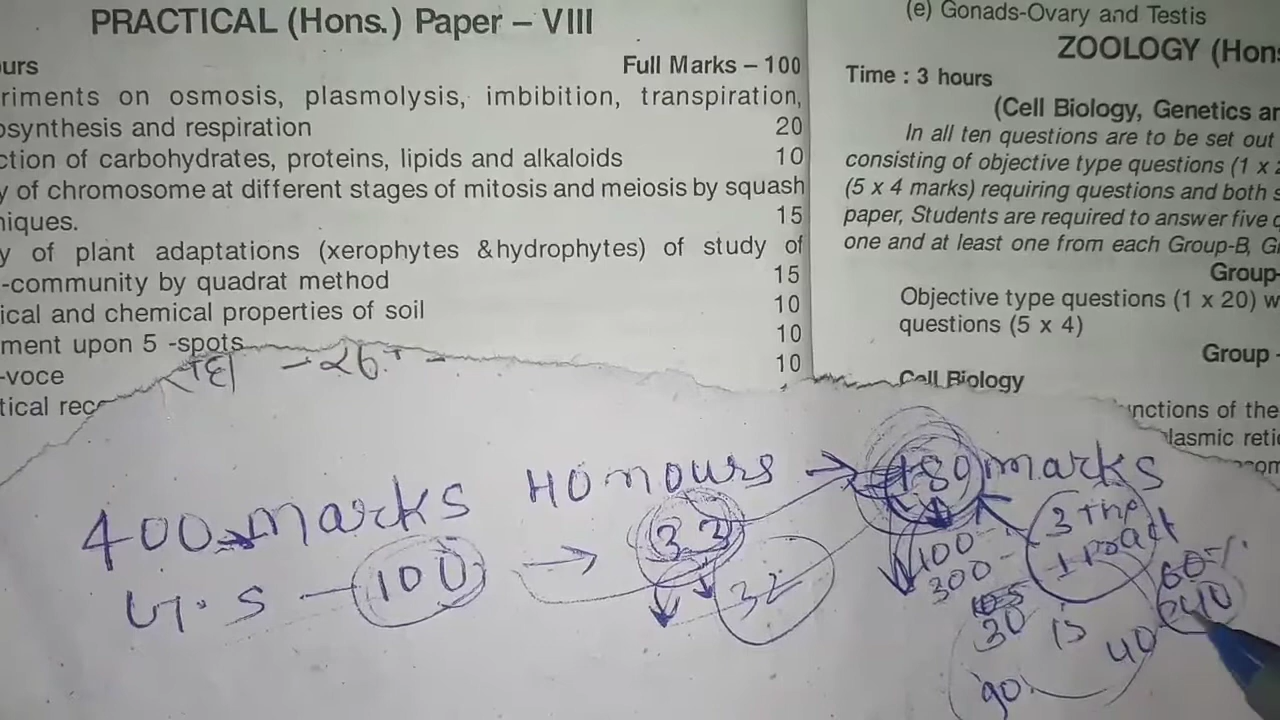 PRACTICAL (Hons.) Paper – VIII
urs
Full Marks – 100
riments on osmosis, plasmolysis, imbibition, transpiration,
osynthesis and respiration 20
ction of carbohydrates, proteins, lipids and alkaloids 10
y of chromosome at different stages of mitosis and meiosis by squash
niques. 15
y of plant adaptations (xerophytes &hydrophytes) of study of
-community by quadrat method 15
ical and chemical properties of soil 10
ment upon 5 -spots 10
-voce 10
tical rec
(e) Gonads-Ovary and Testis
ZOOLOGY (Hons
Time : 3 hours
(Cell Biology, Genetics ar
In all ten questions are to be set out
consisting of objective type questions (1 x 2
(5 x 4 marks) requiring questions and both s
paper, Students are required to answer five q
one and at least one from each Group-B, G
Group-
Objective type questions (1 x 20) w
questions (5 x 4)
Group -
Cell Biology
unctions of the
lasmic reti
400 marks Honours → 180 marks
G.S – 100 → 33
32
100
300
3 the
1 pract
60%
240
30 is 40
90